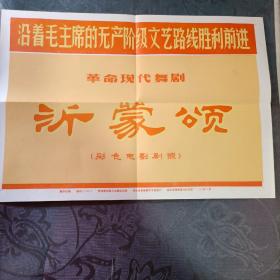 沿着毛主席的无产阶级文艺路线胜利前进
革命现代舞剧
沂蒙颂
(彩色电影剧照)